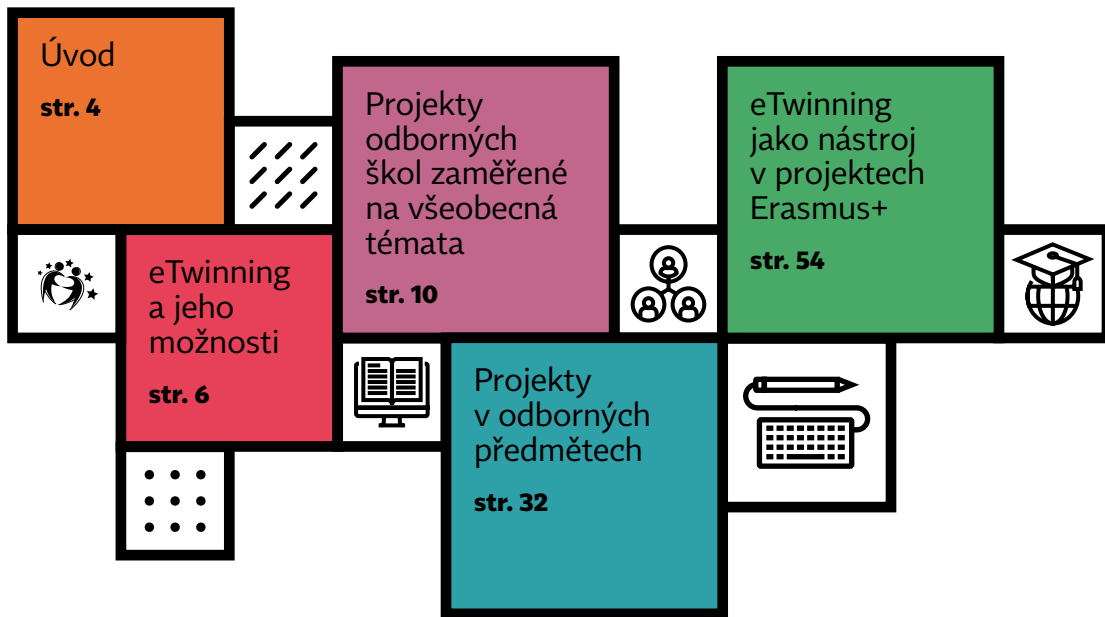 Úvod
str. 4
eTwinning
a jeho
možnosti
str. 6
Projekty
odborných
škol zaměřené
na všeobecná
témata
str. 10
Projekty
v odborných
předmětech
str. 32
eTwinning
jako nástroj
v projektech
Erasmus+
str. 54